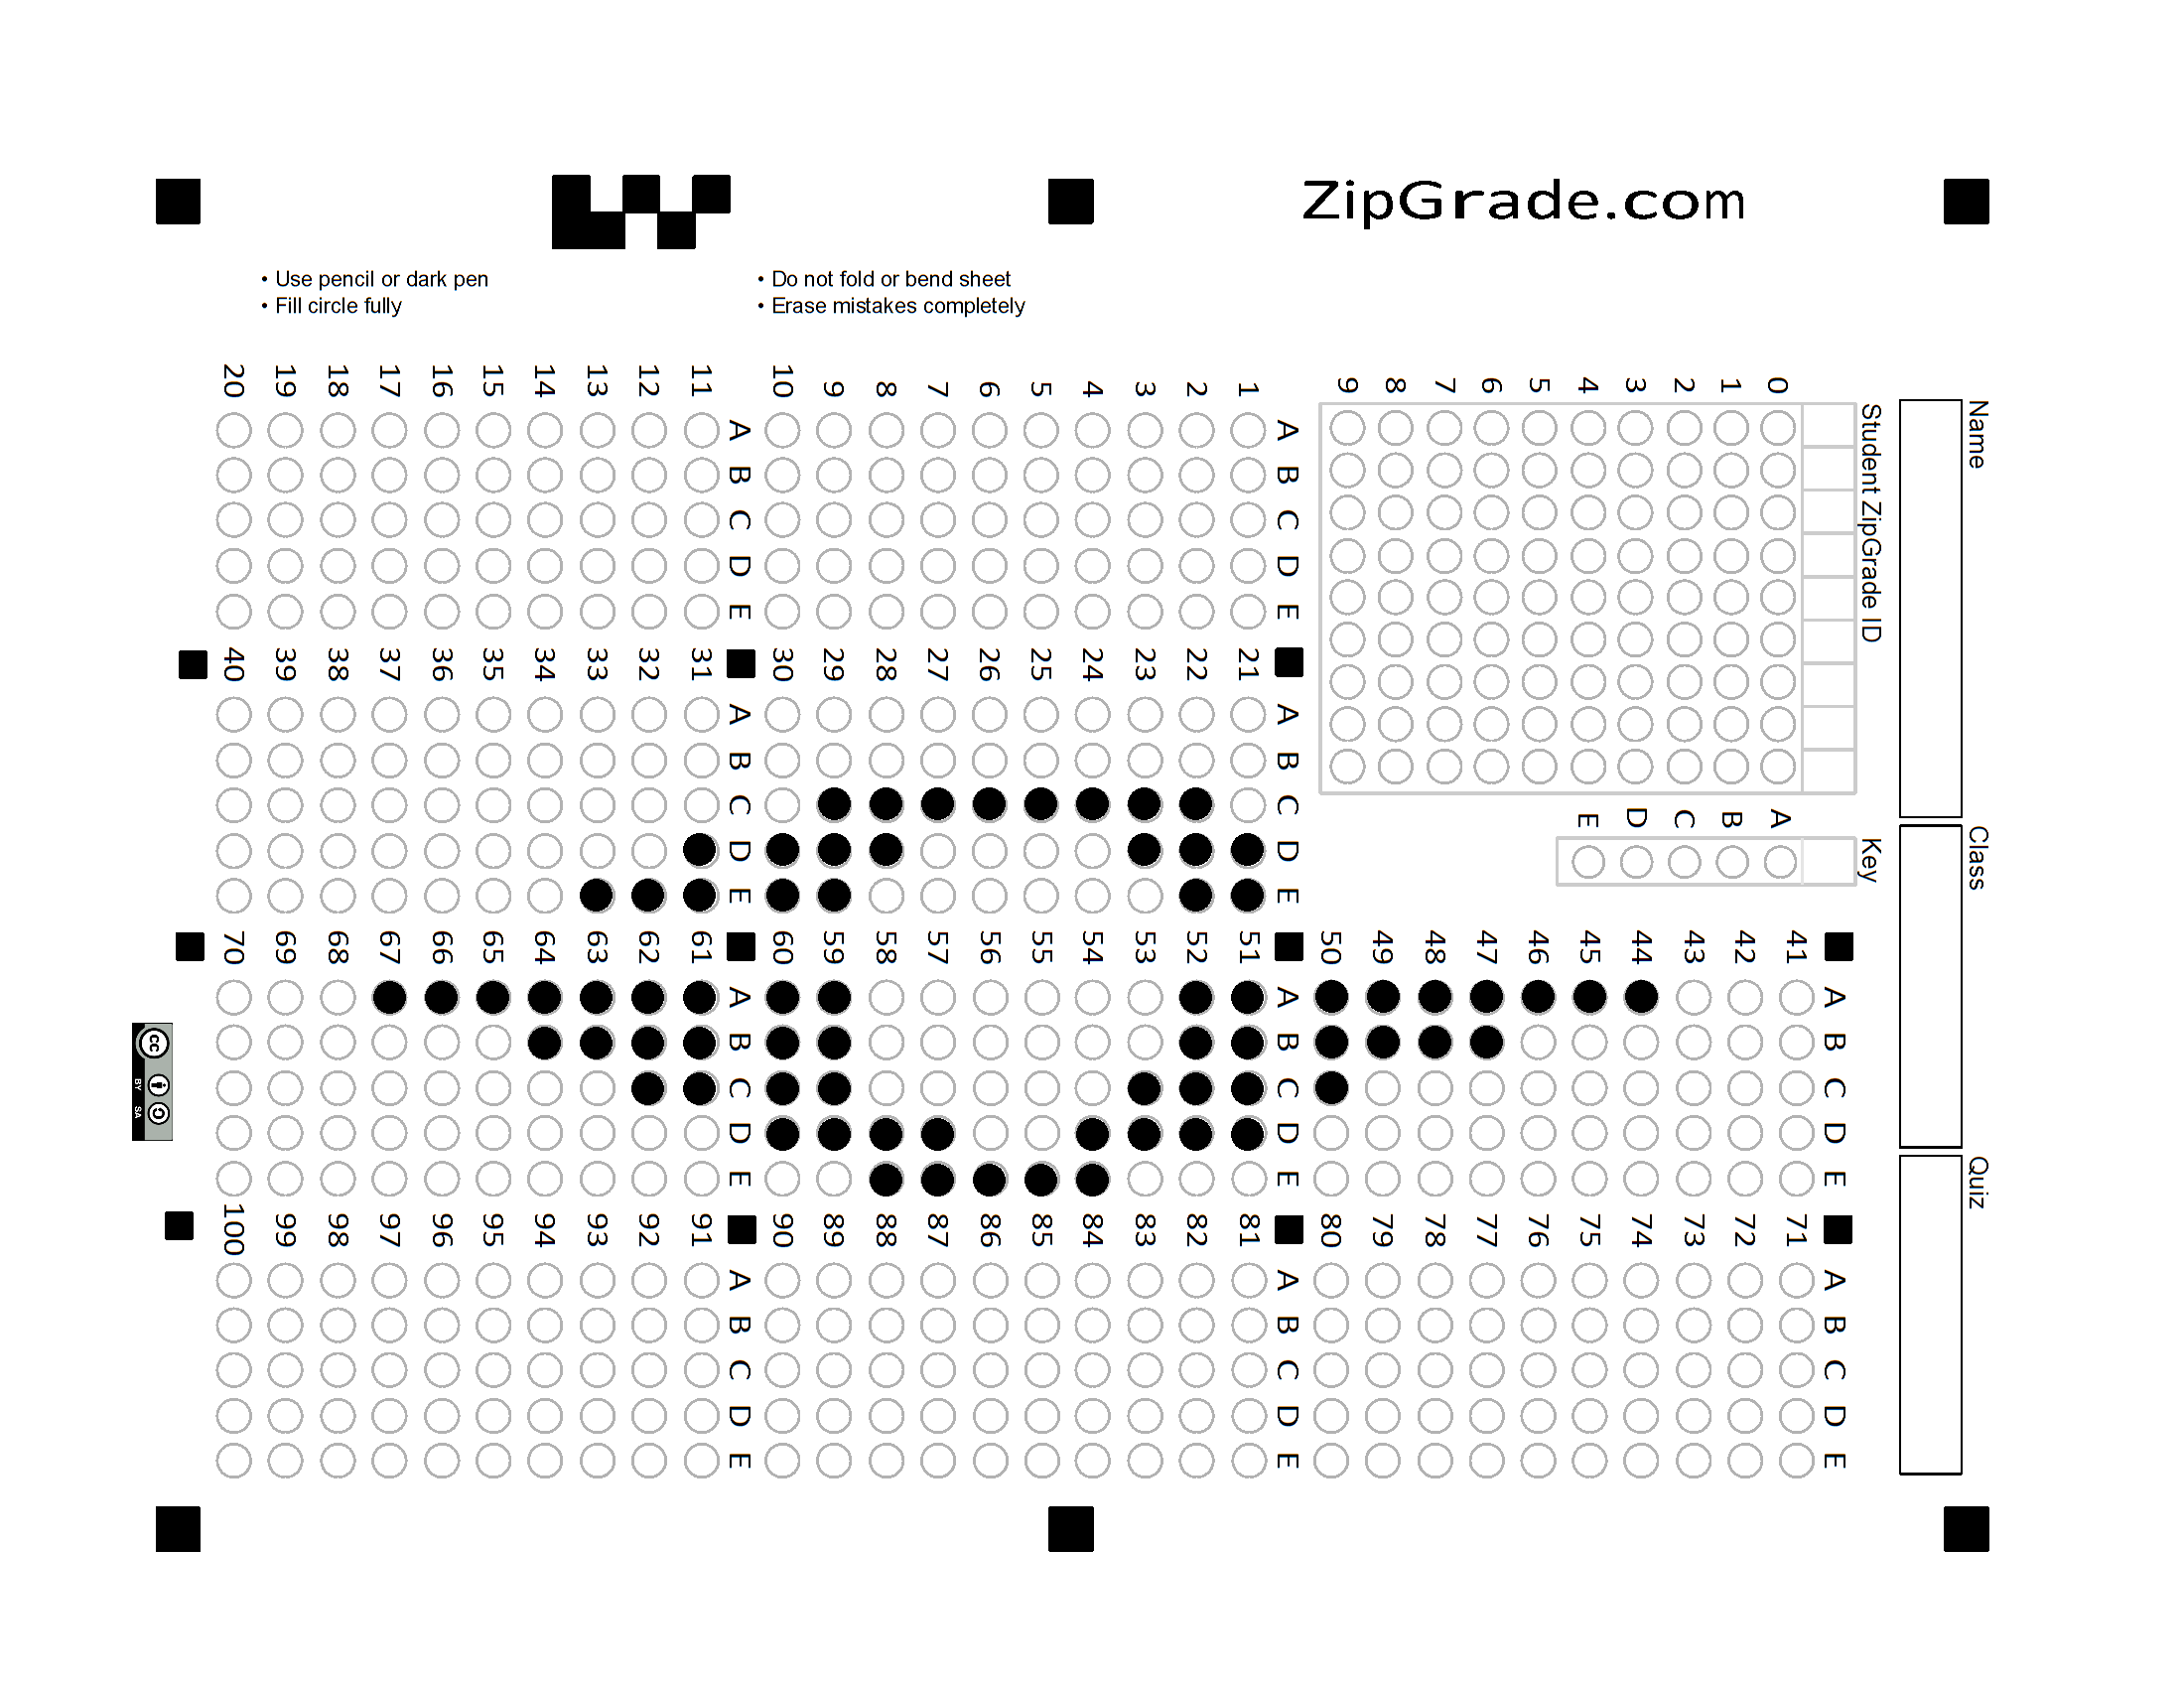 ZipGrade.com
• Use pencil or dark pen
• Fill circle fully
• Do not fold or bend sheet
• Erase mistakes completely
Name
Class
Quiz
Student ZipGrade ID
0 1 2 3 4 5 6 7 8 9
Key
A B C D E
1 2 3 4 5 6 7 8 9 10
A B C D E
11 12 13 14 15 16 17 18 19 20
A B C D E
21 22 23 24 25 26 27 28 29 30
A B C D E
31 32 33 34 35 36 37 38 39 40
A B C D E
41 42 43 44 45 46 47 48 49 50
A B C D E
51 52 53 54 55 56 57 58 59 60
A B C D E
61 62 63 64 65 66 67 68 69 70
A B C D E
71 72 73 74 75 76 77 78 79 80
A B C D E
81 82 83 84 85 86 87 88 89 90
A B C D E
91 92 93 94 95 96 97 98 99 100
A B C D E
cc
BY SA